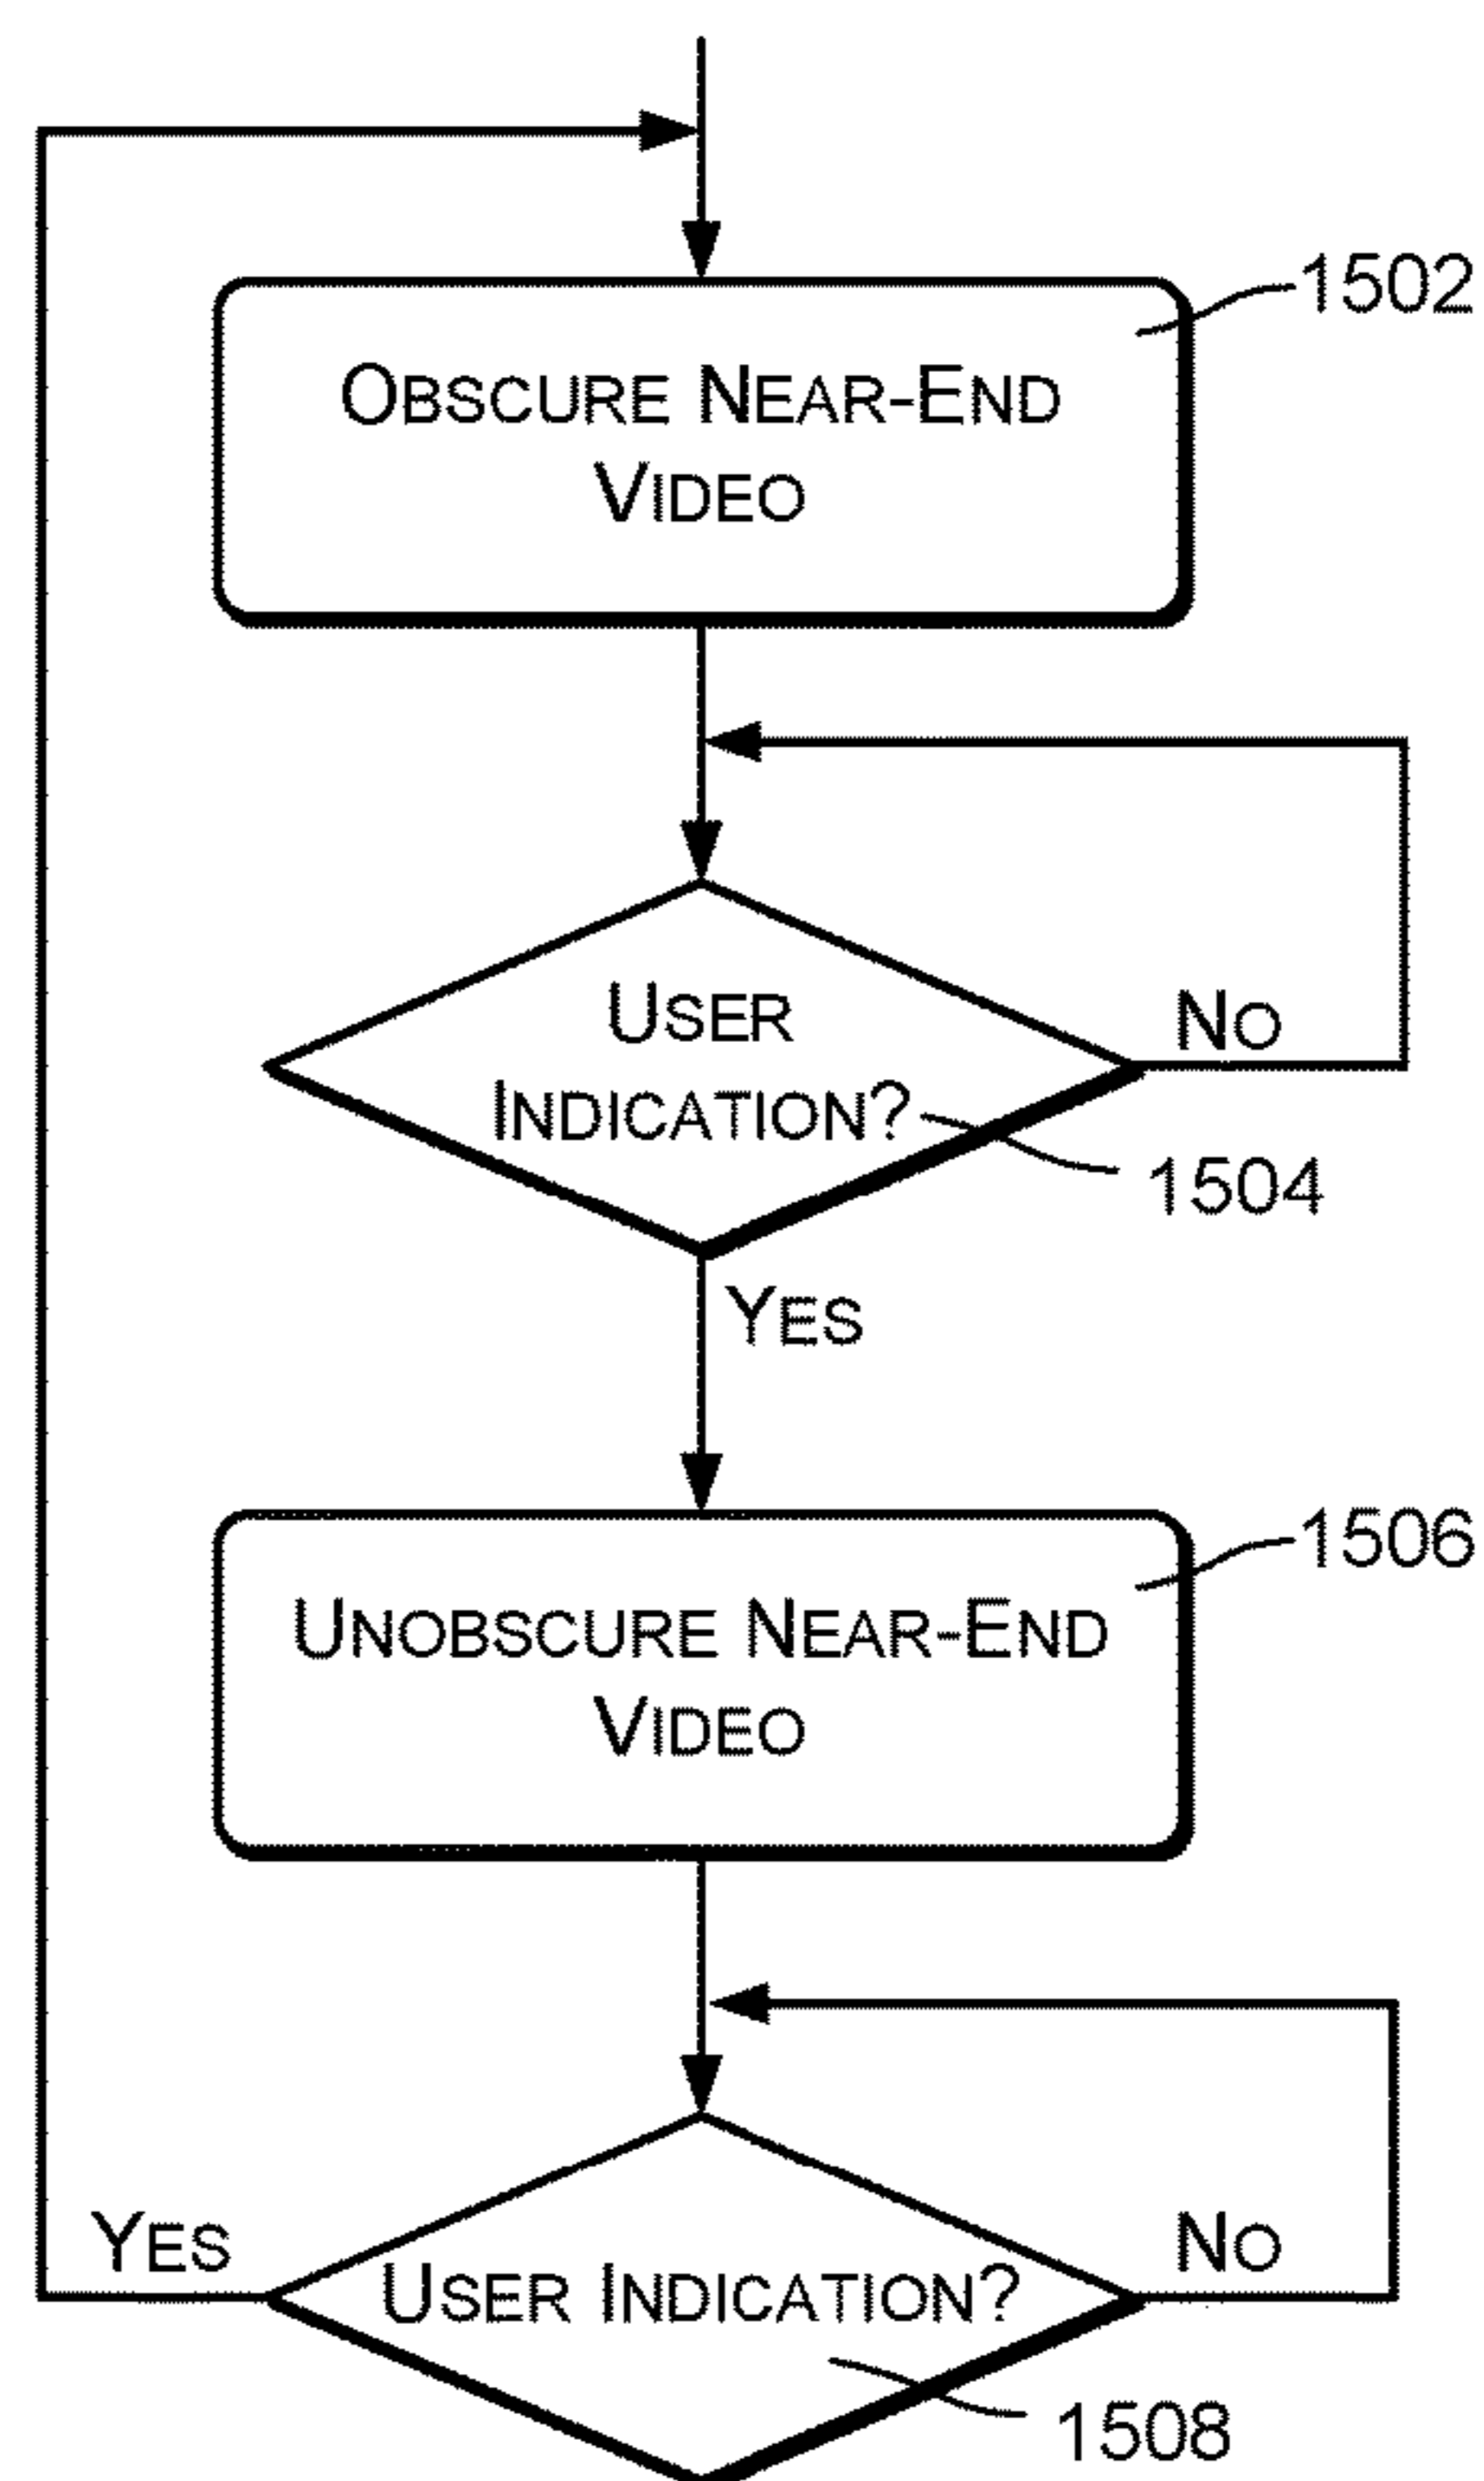 1502
OBSCURE NEAR-END
VIDEO
USER
INDICATION?
NO
1504
YES
1506
UNOBSCURE NEAR-END
VIDEO
YES
USER INDICATION?
NO
1508